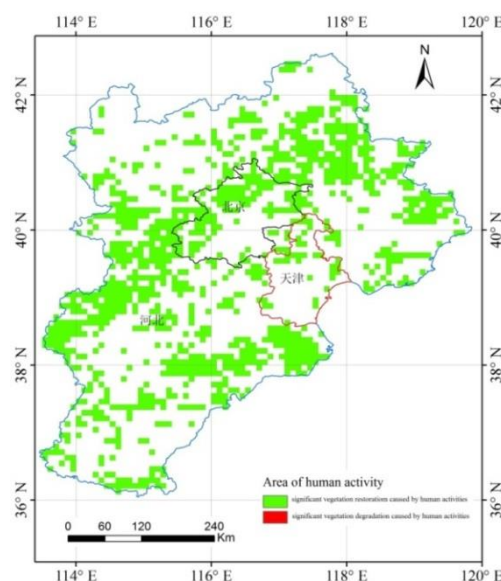 114° E 116° E 118° E 120° E
N
42° N 42° N
北京
40° N 40° N
天津
河北
38° N 38° N
Area of human activity
significant vegetation restoratiom caused by human activities
significant vegetation degradation caused by human activities
36° N 36° N
0 60 120 240
Km
114° E 116° E 118° E 120° E